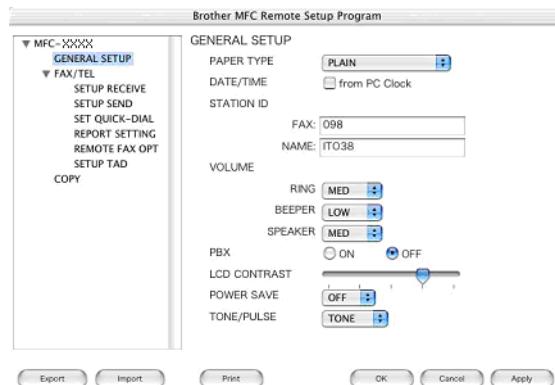 Brother MFC Remote Setup Program
MFC-XXXX
GENERAL SETUP
FAX/TEL
SETUP RECEIVE
SETUP SEND
SET QUICK-DIAL
REPORT SETTING
REMOTE FAX OPT
SETUP TAD
COPY
GENERAL SETUP
PAPER TYPE PLAIN
DATE/TIME from PC Clock
STATION ID
FAX: 098
NAME: ITO38
VOLUME
RING MED
BEEPER LOW
SPEAKER MED
PBX ON OFF
LCD CONTRAST
POWER SAVE OFF
TONE/PULSE TONE
Export Import Print OK Cancel Apply